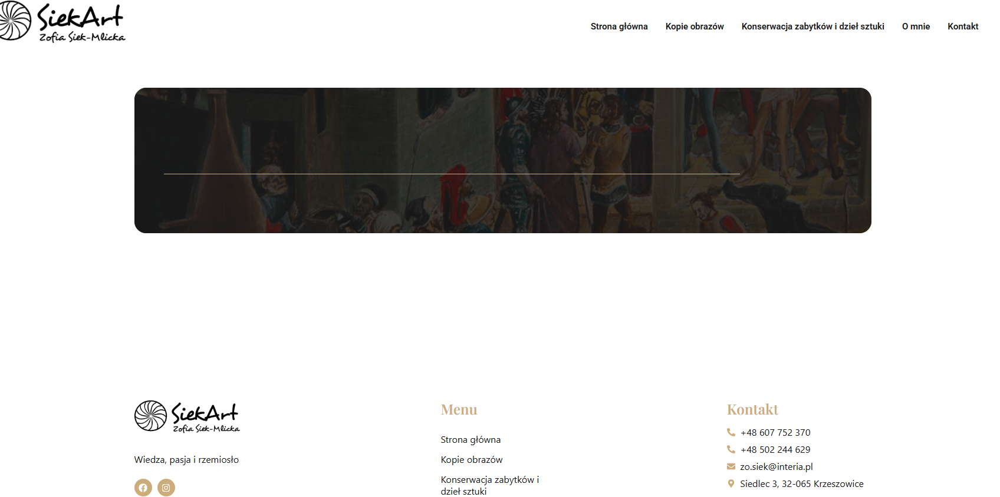 SiekArt
Zofia Siek-Mlicka
Strona główna Kopie obrazów Konserwacja zabytków i dzieł sztuki O mnie Kontakt
SiekArt
Zofia Siek-Mlicka
Wiedza, pasja i rzemiosło
Menu
Strona główna
Kopie obrazów
Konserwacja zabytków i
dzieł sztuki
Kontakt
+48 607 752 370
+48 502 244 629
zo.siek@interia.pl
Siedlec 3, 32-065 Krzeszowice